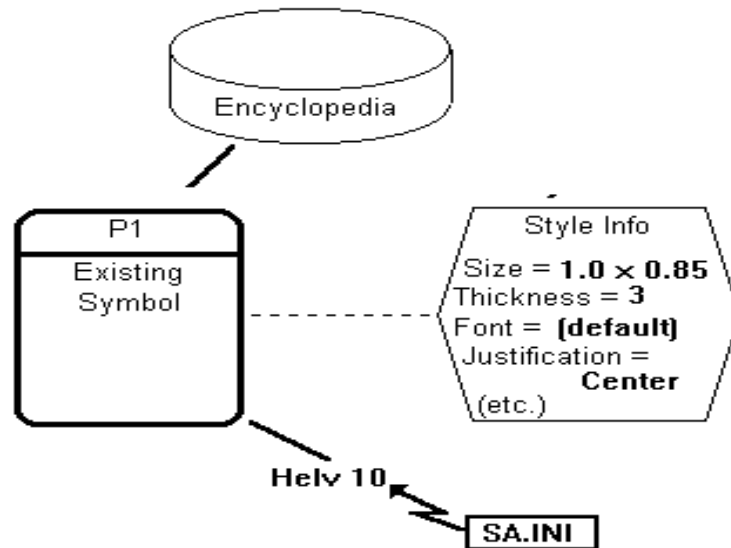 Encyclopedia
P1
Existing
Symbol
Style Info
Size = 1.0 x 0.85
Thickness = 3
Font = (default)
Justification =
Center
(etc.)
Helv 10
SA.INI